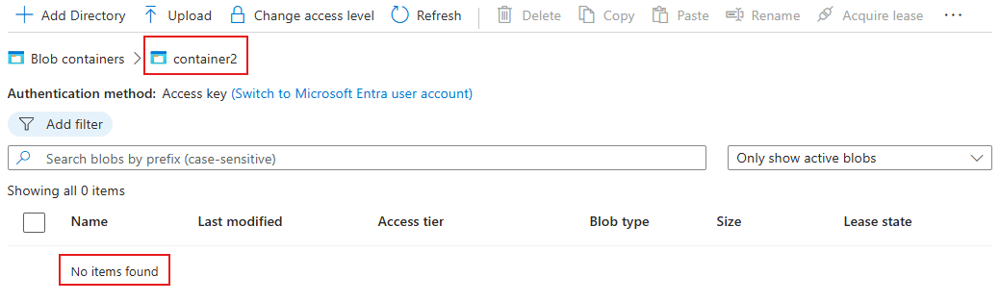 Add Directory Upload Change access level Refresh Delete Copy Paste Rename Acquire lease
Blob containers container2
Authentication method: Access key (Switch to Microsoft Entra user account)
Add filter
Search blobs by prefix (case-sensitive) Only show active blobs
Showing all 0 items
Name Last modified Access tier Blob type Size Lease state
No items found